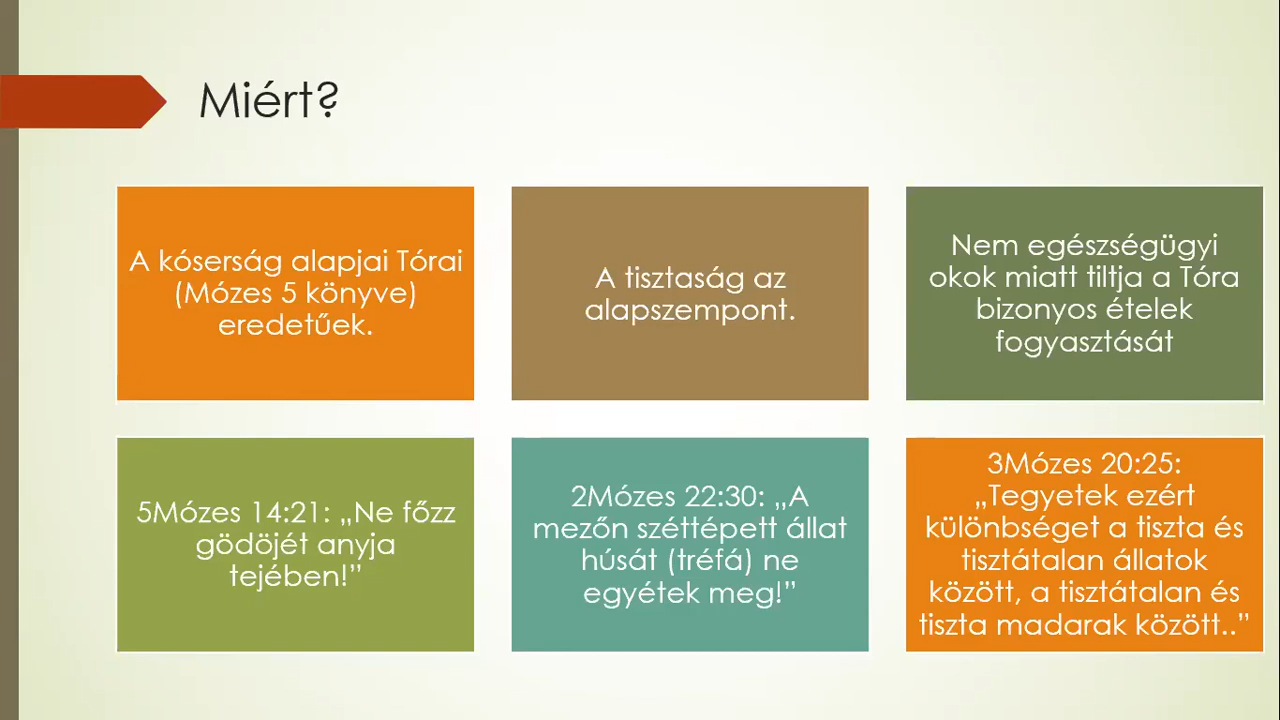 Miért?
A kóserság alapjai Tórai
(Mózes 5 könyve)
eredetűek.
A tisztaság az
alapszempont.
Nem egészségügyi
okok miatt tiltja a Tóra
bizonyos ételek
fogyasztását
5Mózes 14:21: „Ne főzz
gödöjét anyja
tejében!”
2Mózes 22:30: „A
mezőn széttépett állat
húsát (tréfá) ne
egyétek meg!”
3Mózes 20:25:
„Tegyetek ezért
különbséget a tiszta és
tisztátalan állatok
között, a tisztátalan és
tiszta madarak között..”